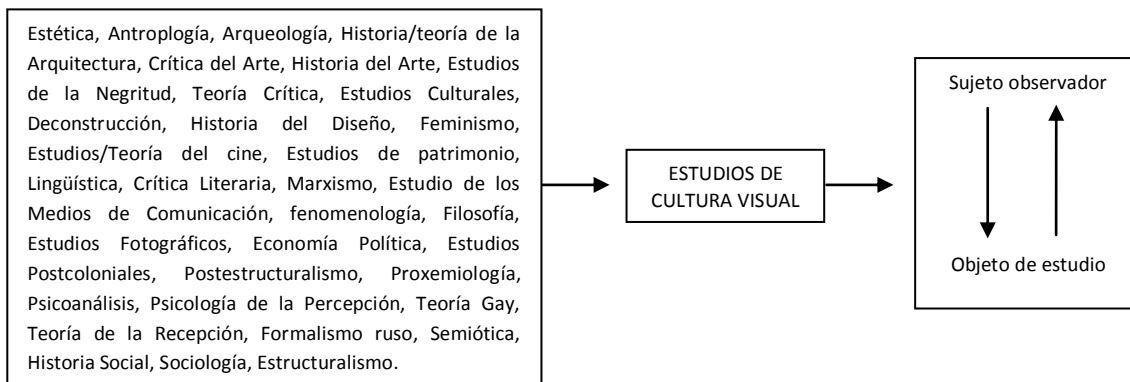 Estética, Antroplogía, Arqueología, Historia/teoría de la
Arquitectura, Crítica del Arte, Historia del Arte, Estudios
de la Negritud, Teoría Crítica, Estudios Culturales,
Deconstrucción, Historia del Diseño, Feminismo,
Estudios/Teoría del cine, Estudios de patrimonio,
Lingüística, Crítica Literaria, Marxismo, Estudio de los
Medios de Comunicación, fenomenología, Filosofía,
Estudios Fotográficos, Economía Política, Estudios
Postcoloniales, Postestructuralismo, Proxemiología,
Psicoanálisis, Psicología de la Percepción, Teoría Gay,
Teoría de la Recepción, Formalismo ruso, Semiótica,
Historia Social, Sociología, Estructuralismo.
ESTUDIOS DE
CULTURA VISUAL
Sujeto observador
Objeto de estudio